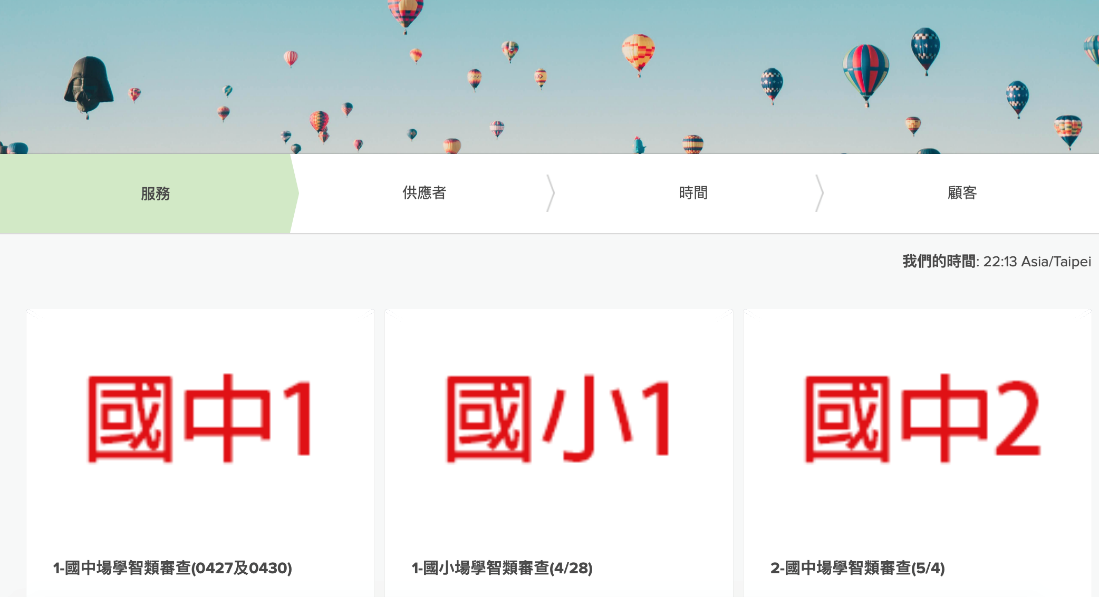 服務
供應者
時間
顧客
我們的時間: 22:13 Asia/Taipei
國中1
國小1
國中2
1-國中場學智類審查(0427及0430)
1-國小場學智類審查(4/28)
2-國中場學智類審查(5/4)